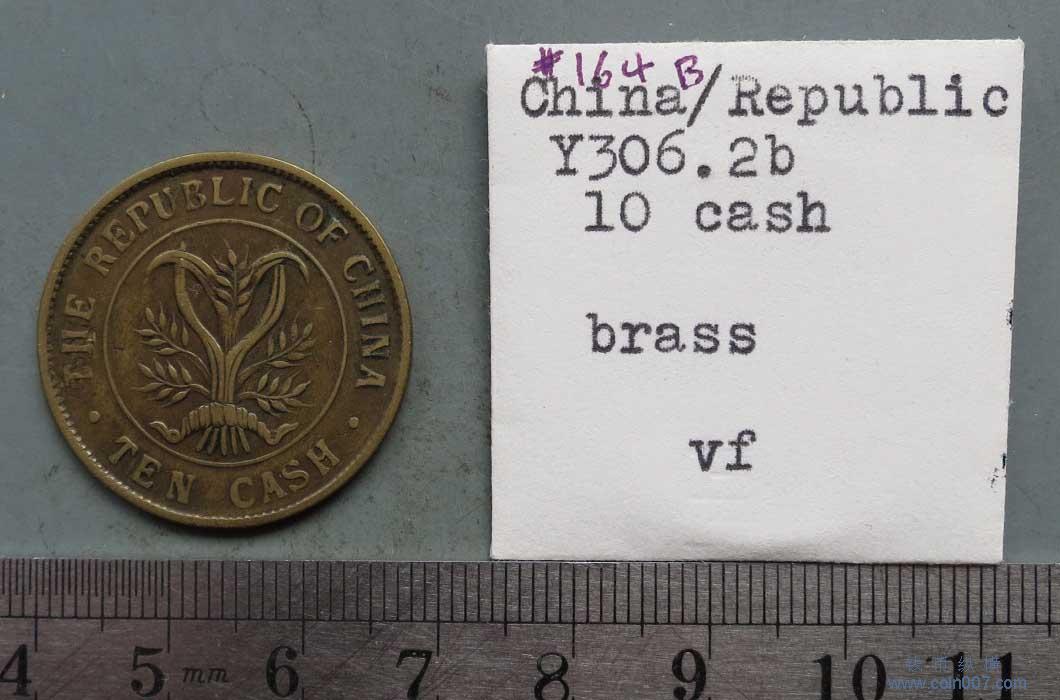 THE REPUBLIC OF CHINA
TEN CASH
#164 B
China/Republic
Y306.2b
10 cash
brass
vf
4 5 mm 6 7 8 9 10 11
www.coin007.com